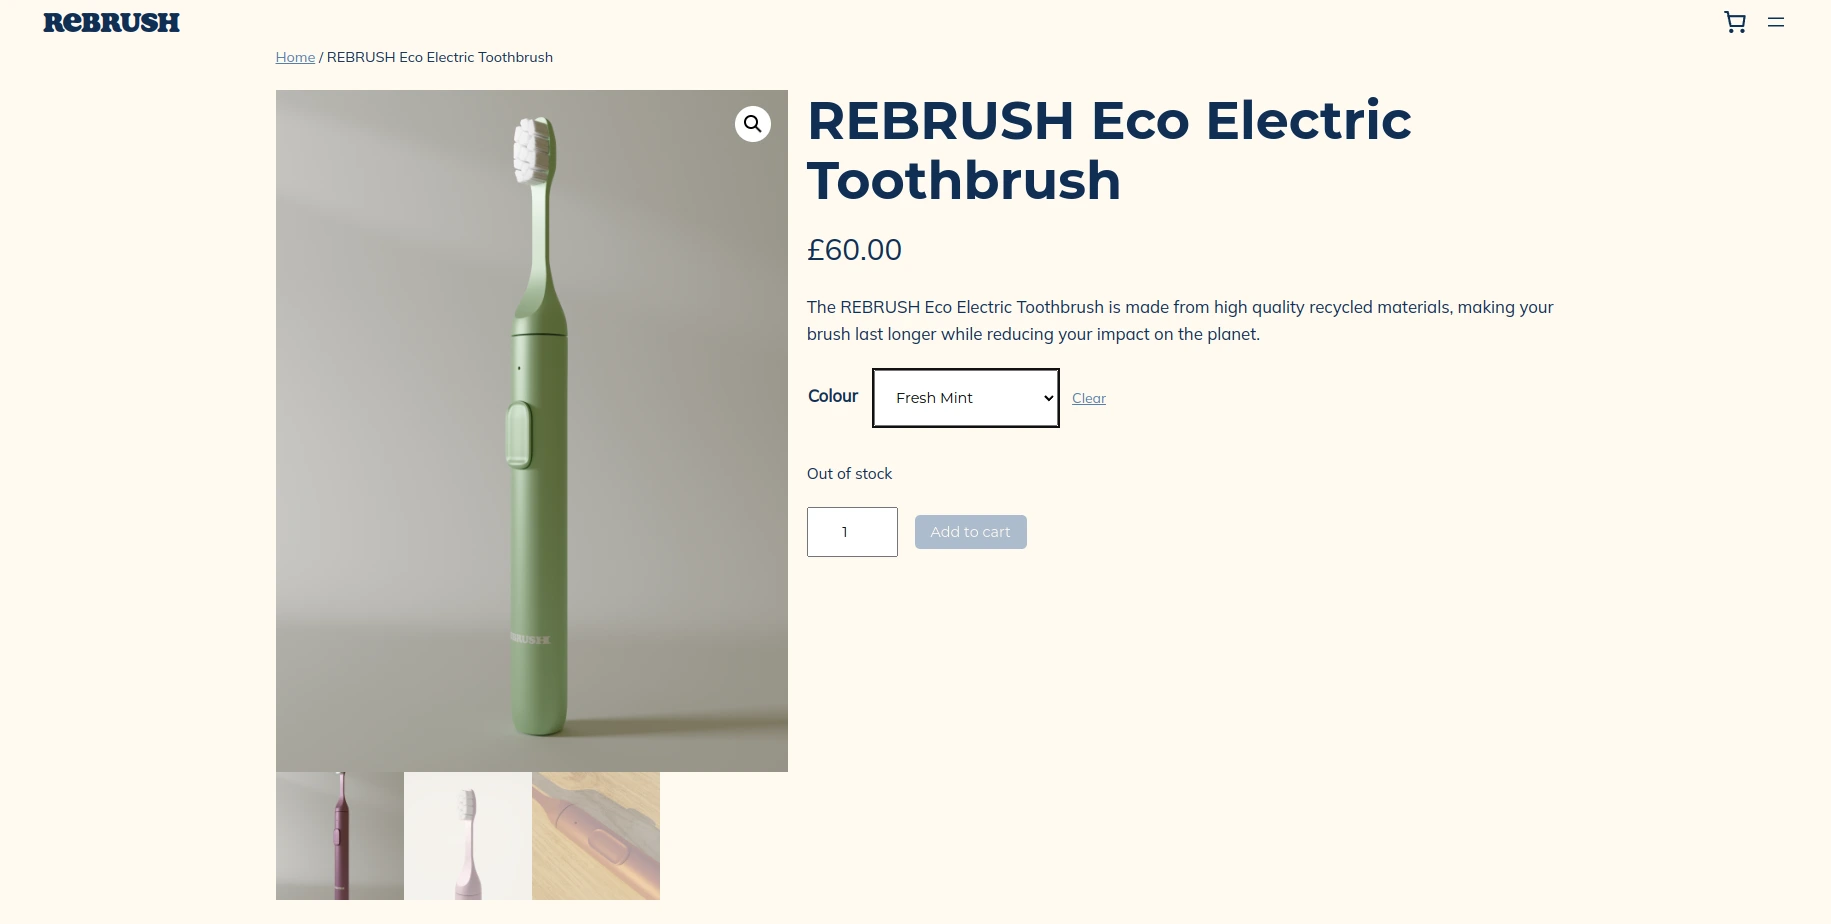 ReBRUSH
Home / REBRUSH Eco Electric Toothbrush
REBRUSH Eco Electric
Toothbrush
£60.00
The REBRUSH Eco Electric Toothbrush is made from high quality recycled materials, making your
brush last longer while reducing your impact on the planet.
Colour Fresh Mint Clear
Out of stock
1 Add to cart
REBRUSH